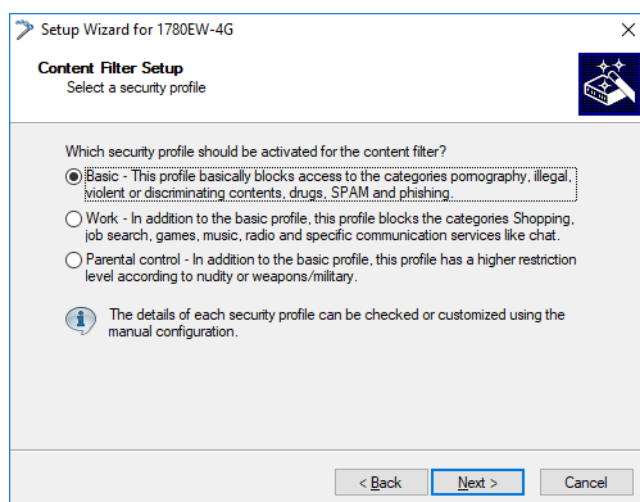 Setup Wizard for 1780EW-4G
Content Filter Setup
Select a security profile
Which security profile should be activated for the content filter?
Basic - This profile basically blocks access to the categories pornography, illegal,
violent or discriminating contents, drugs, SPAM and phishing.
Work - In addition to the basic profile, this profile blocks the categories Shopping,
job search, games, music, radio and specific communication services like chat.
Parental control - In addition to the basic profile, this profile has a higher restriction
level according to nudity or weapons/military.
The details of each security profile can be checked or customized using the
manual configuration.
< Back
Next >
Cancel